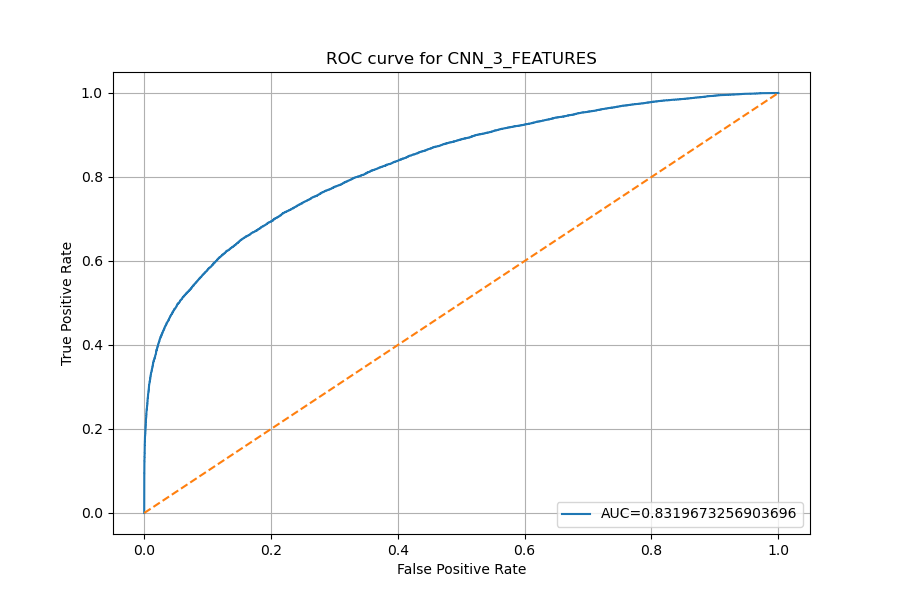 ROC curve for CNN_3_FEATURES
True Positive Rate
1.0
0.8
0.6
0.4
0.2
0.0
AUC=0.8319673256903696
0.0 0.2 0.4 0.6 0.8 1.0
False Positive Rate